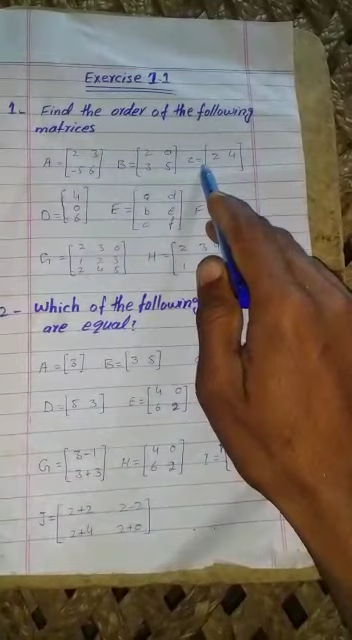 Exercise 1.1
1- Find the order of the following
matrices
A = [2 3 B = [2 0 C = [2 4]
-5 6] 3 5]
D = [4 E = [a d F
0 b e
6] c f]
G = [2 3 0 H = [2 3
1 2 3
2 4 5] 1
2- Which of the following
are equal?
A = [3] B = [3 5]
D = [5 3] E = [4 0
6 2]
G = [3-1 H = [4 0 I =
3+3] 6 2]
J = [2+2 2-2
2+4 2+0]